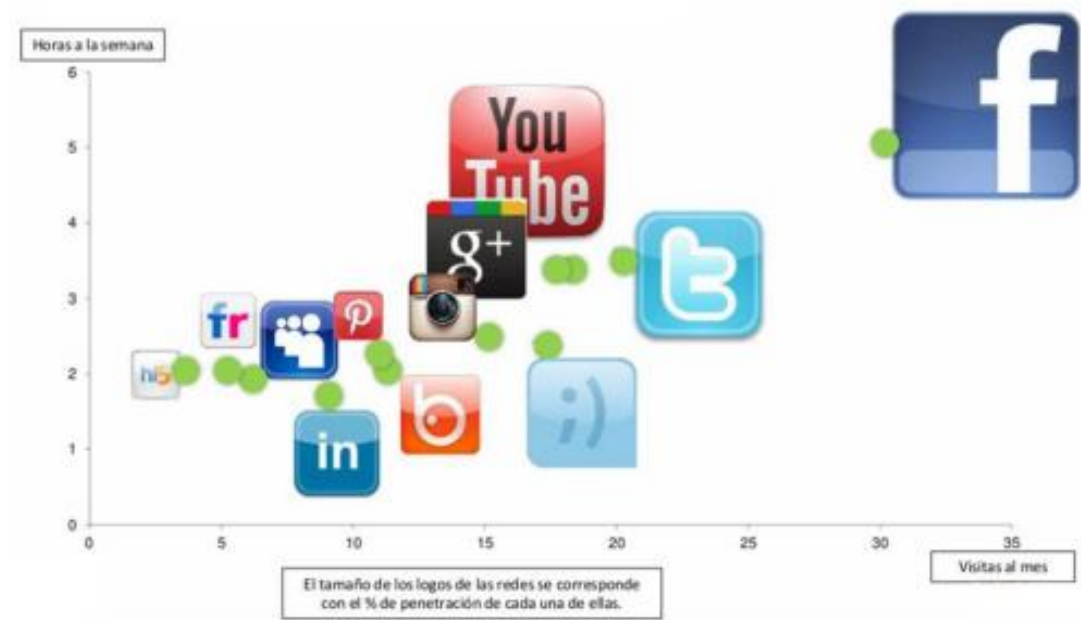 Horas a la semana
6
5
4
3
2
1
0
You
Tube
g+
fr
hi5
in
b
t
;)
f
0 5 10 15 20 25 30 35
Visitas al mes
El tamaño de los logos de las redes se corresponde
con el % de penetración de cada una de ellas.